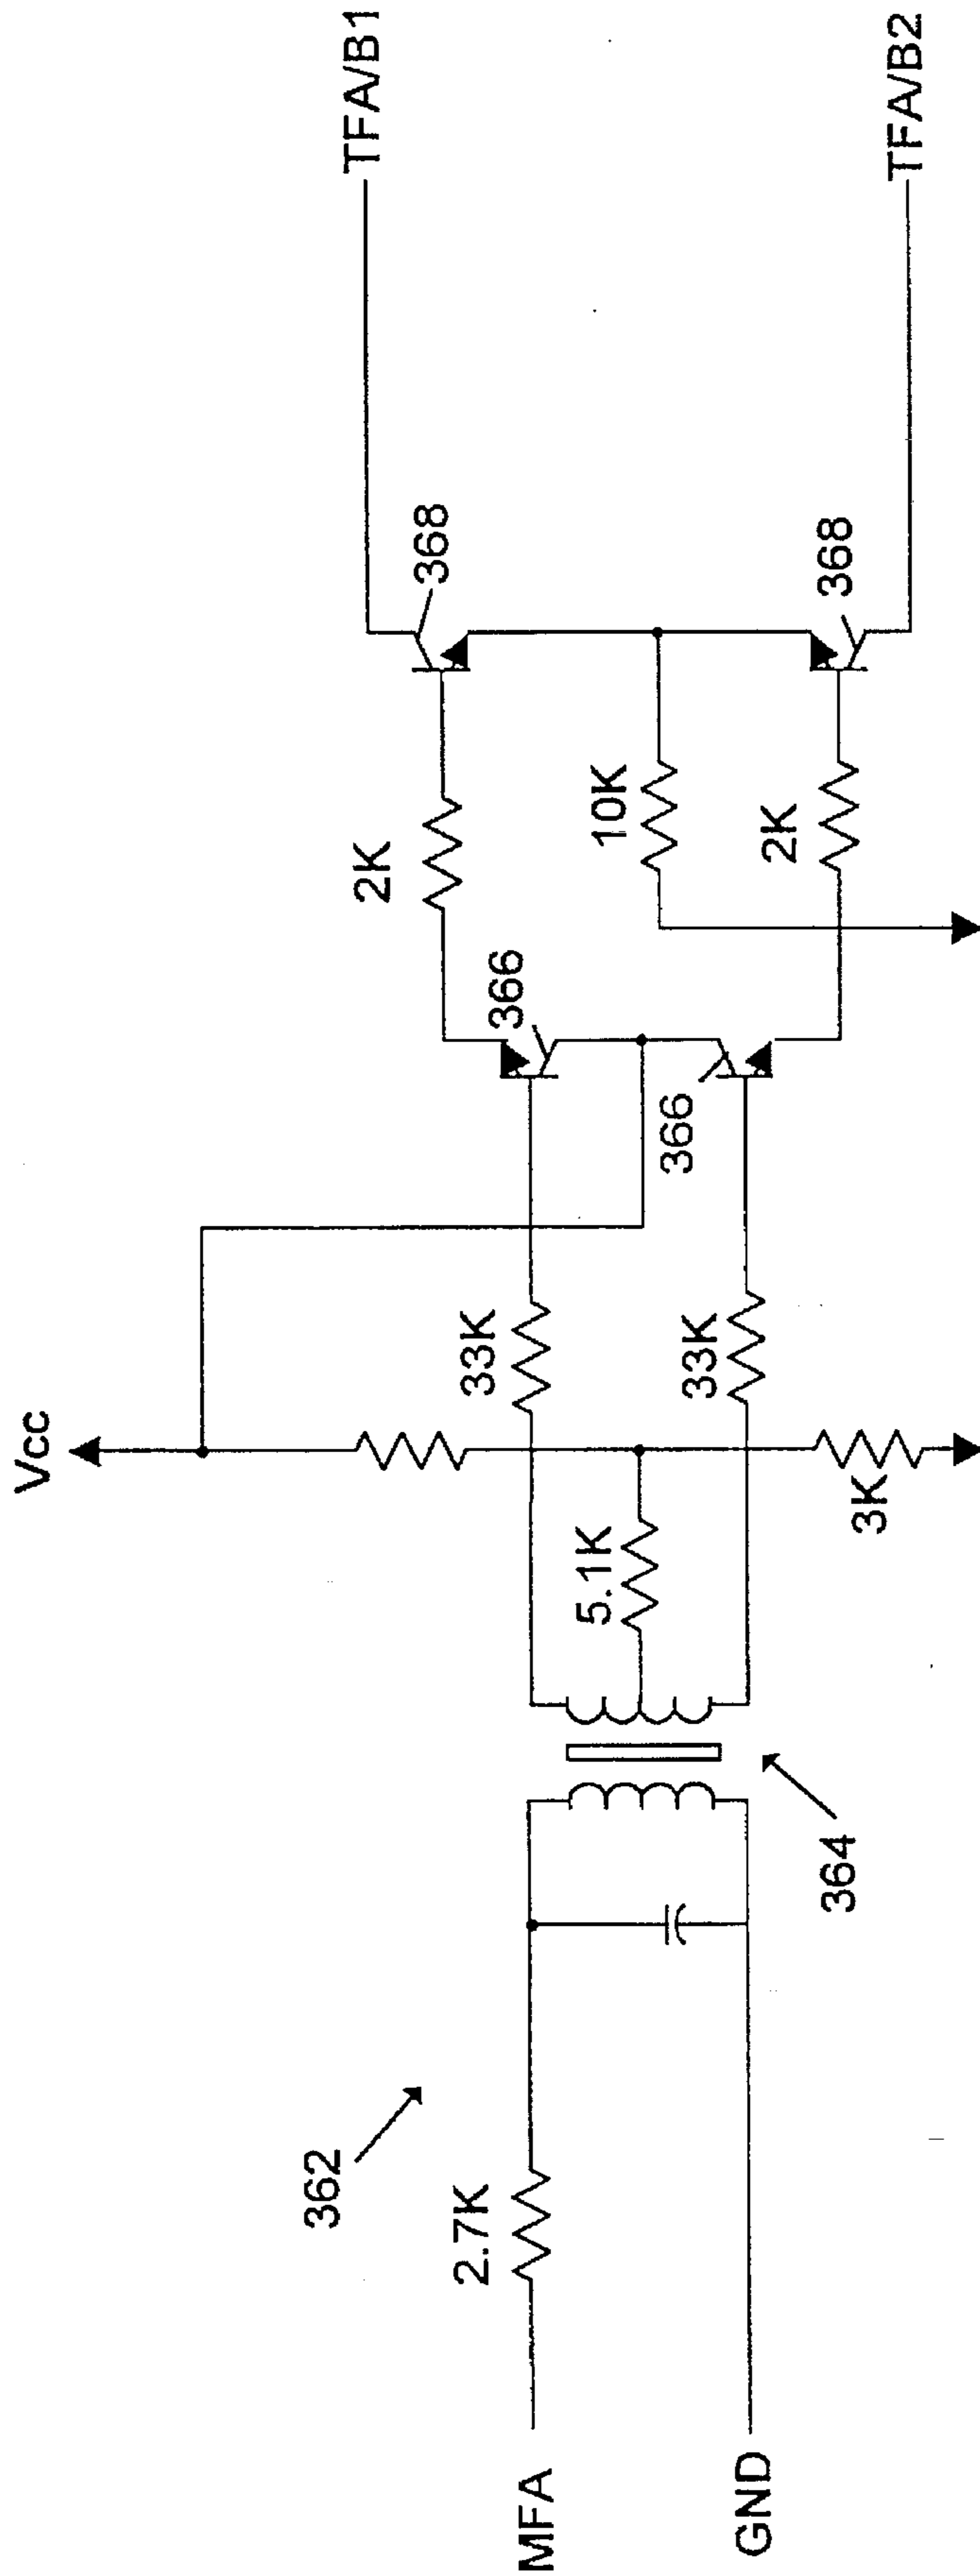 Vcc
TFA/B1
TFA/B2
368
368
2K
10K
2K
366
366
33K
33K
5.1K
3K
364
362
2.7K
MFA
GND